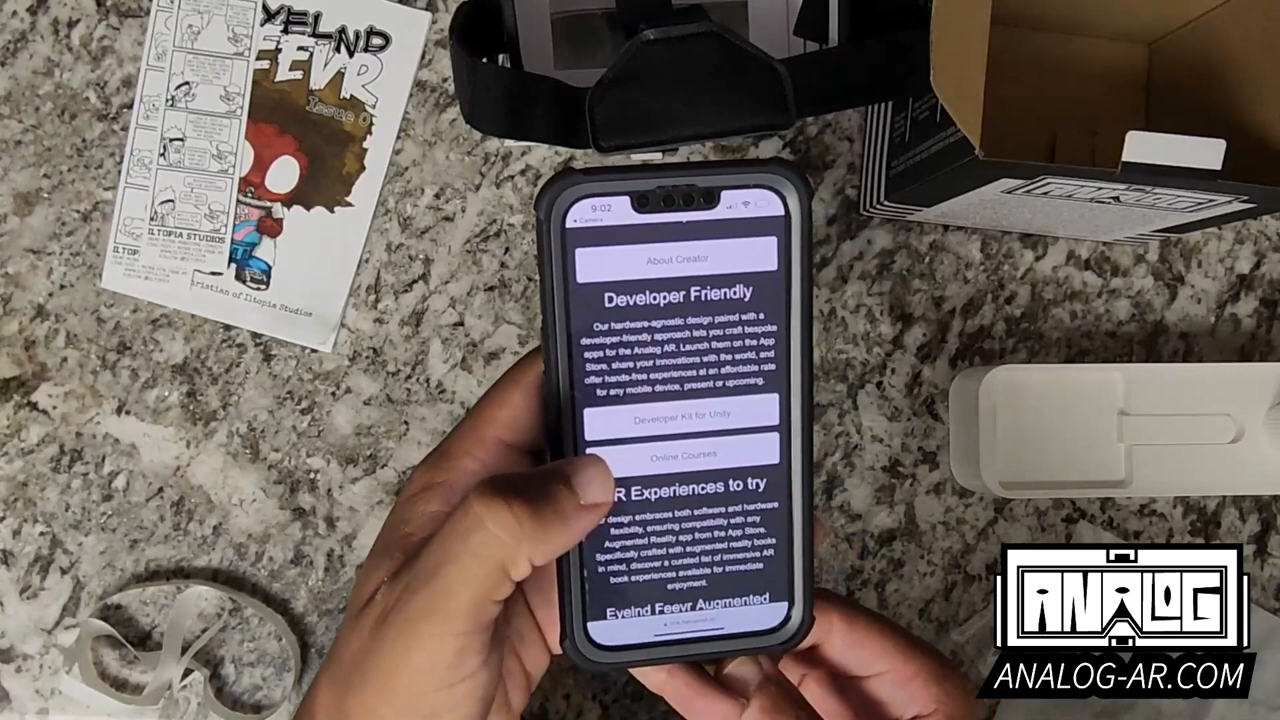 EYELND
FEEVR
Issue 0
ILTOPIA STUDIOS
ristian of Iltopia Studios
ANALOG
9:02
Camera
About Creator
Developer Friendly
Our hardware-agnostic design paired with a
developer-friendly approach lets you craft bespoke
apps for the Analog AR. Launch them on the App
Store, share your innovations with the world, and
offer hands-free experiences at an affordable rate
for any mobile device, present or upcoming.
Developer Kit for Unity
Online Courses
R Experiences to try
design embraces both software and hardware
flexibility, ensuring compatibility with any
Augmented Reality app from the App Store.
Specifically crafted with augmented reality books
in mind, discover a curated list of immersive AR
book experiences available for immediate
enjoyment.
Eyelnd Feevr Augmented
ANALOG
ANALOG-AR.COM